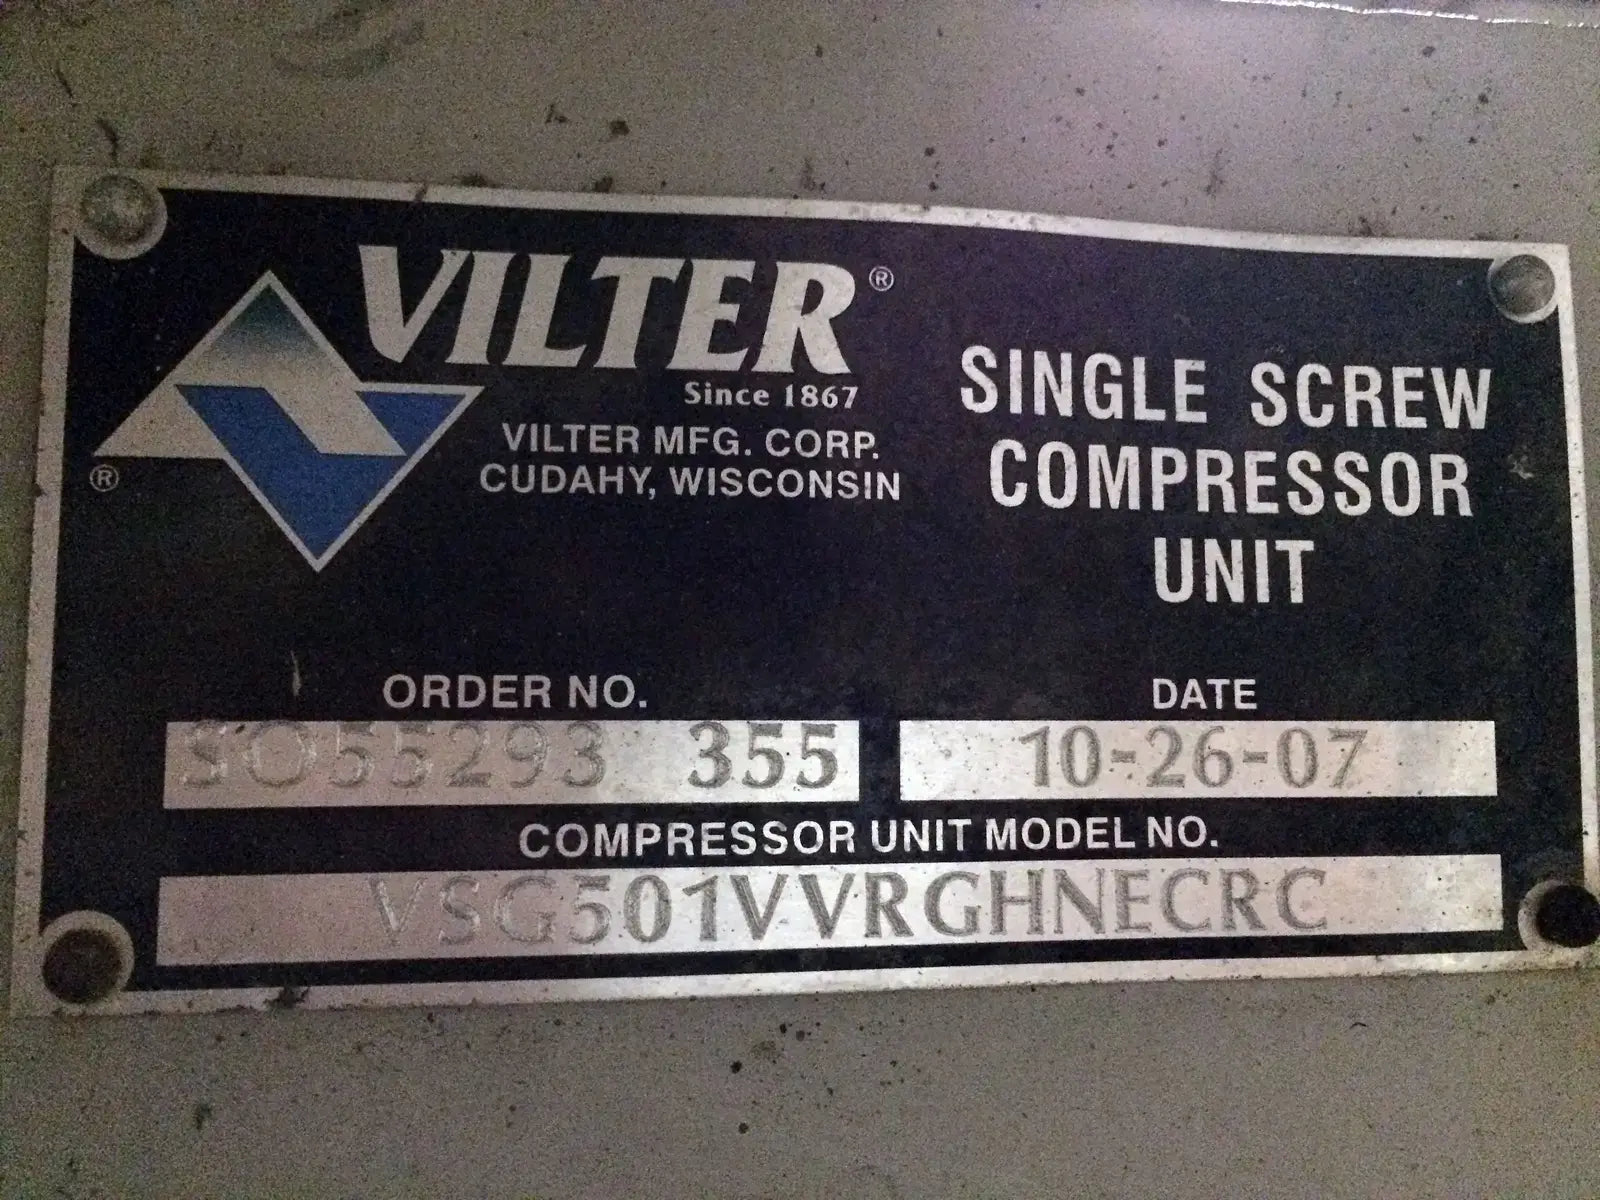 VILTER®
Since 1867
VILTER MFG. CORP.
CUDAHY, WISCONSIN
®
SINGLE SCREW
COMPRESSOR
UNIT
ORDER NO.
SO55293 355
DATE
10-26-07
COMPRESSOR UNIT MODEL NO.
VSG501VVRGHNECRC